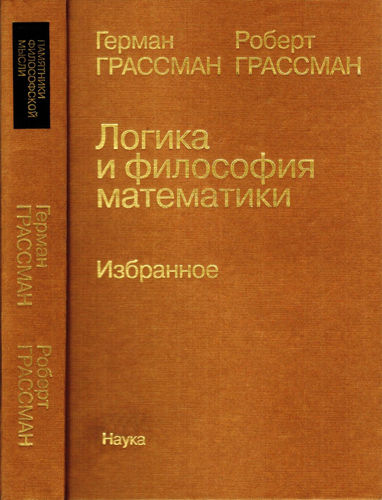 ПАМЯТНИКИ
ФИЛОСОФСКОЙ
МЫСЛИ
Герман
ГРАССМАН
Роберт
ГРАССМАН
Герман Роберт
ГРАССМАН ГРАССМАН
Логика
и философия
математики
Избранное
Наука